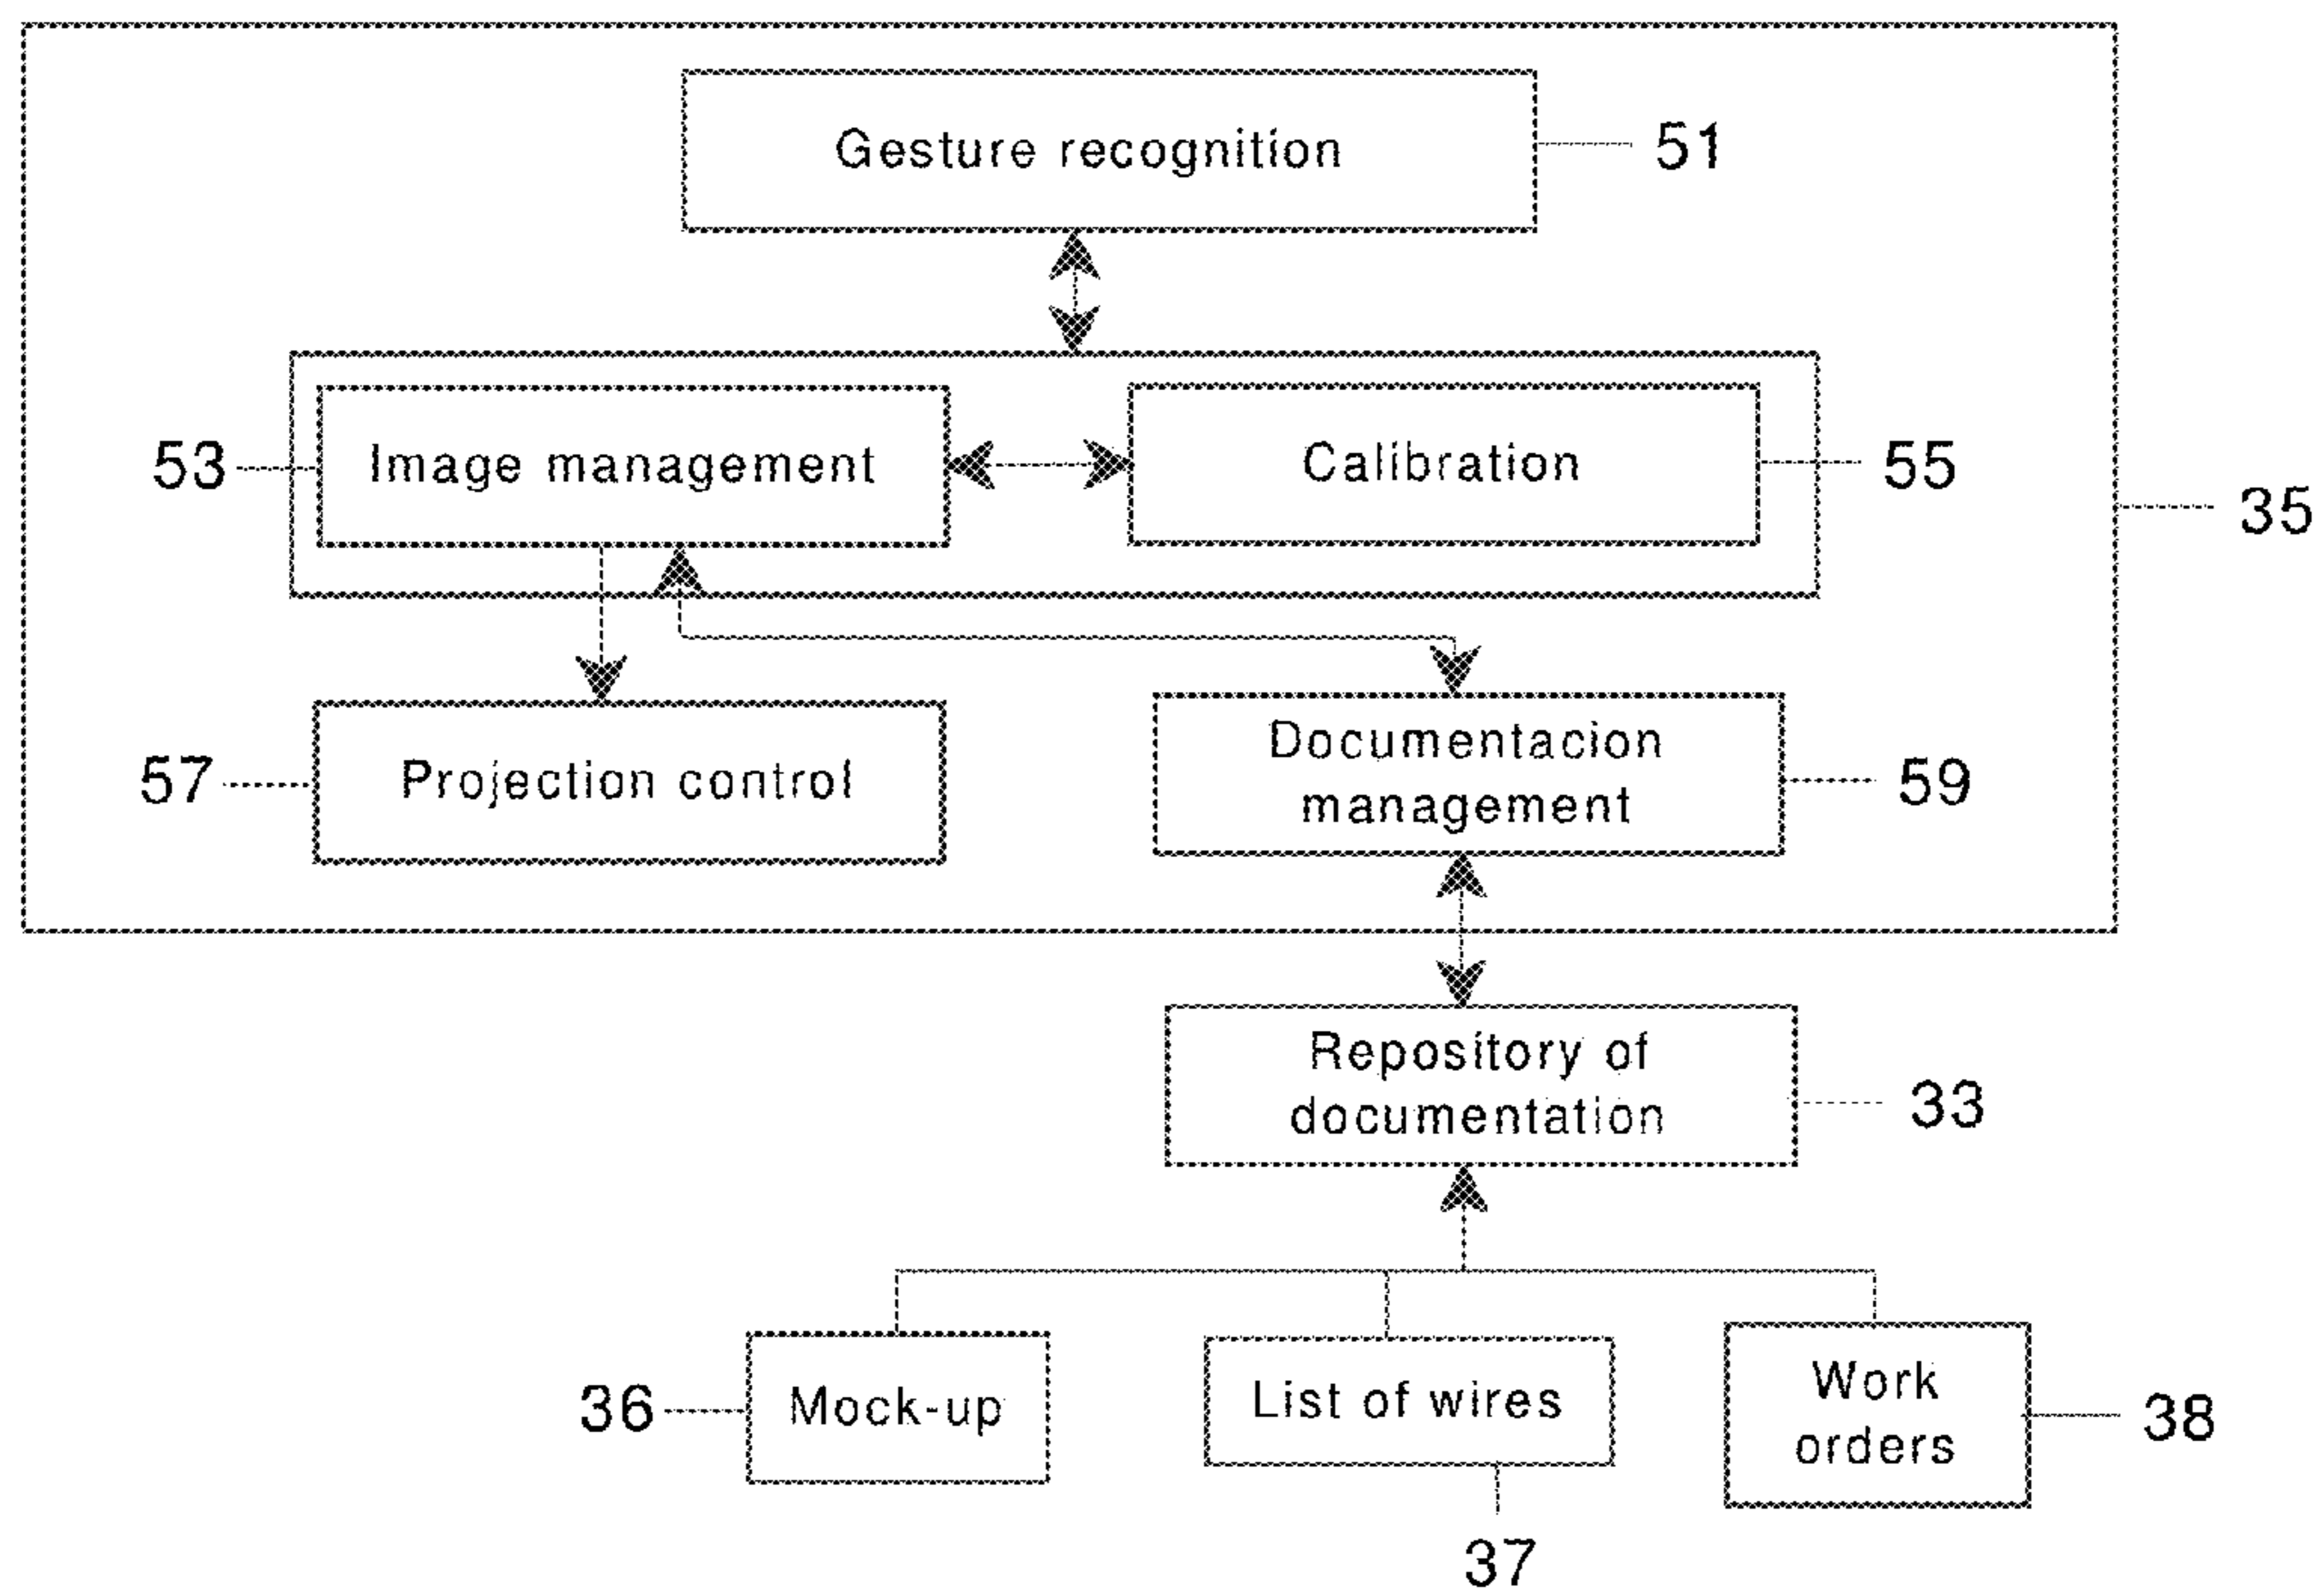 Gesture recognition
51
53
Image management
Calibration
55
35
57
Projection control
Documentacion
management
59
Repository of
documentation
33
36
Mock-up
List of wires
37
Work
orders
38